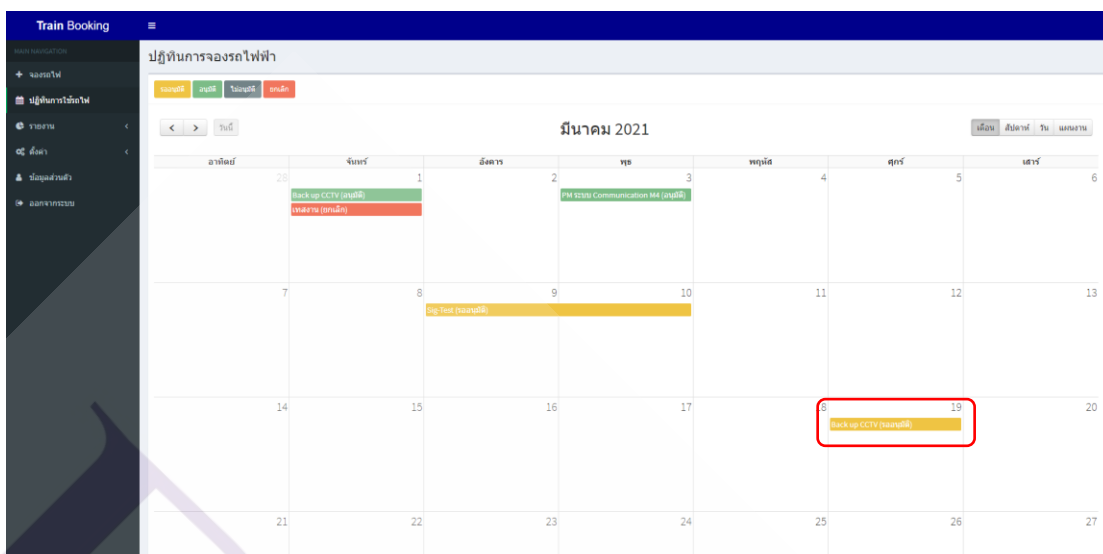 Train Booking
MAIN NAVIGATION
จองรถไฟ
ปฏิทินการใช้รถไฟ
รายงาน
ตั้งค่า
ข้อมูลส่วนตัว
ออกจากระบบ
ปฏิทินการจองรถไฟฟ้า
รออนุมัติ อนุมัติ ไม่อนุมัติ ยกเลิก
วันนี้ มีนาคม 2021 เดือน สัปดาห์ วัน แผนงาน
อาทิตย์ จันทร์ อังคาร พุธ พฤหัส ศุกร์ เสาร์
28 1 2 3 4 5 6
Back up CCTV (อนุมัติ) PM ระบบ Communication M4 (อนุมัติ)
เทสงาน (ยกเลิก)
7 8 9 10 11 12 13
Sig-Test (รออนุมัติ)
14 15 16 17 18 19 20
Back up CCTV (รออนุมัติ)
21 22 23 24 25 26 27